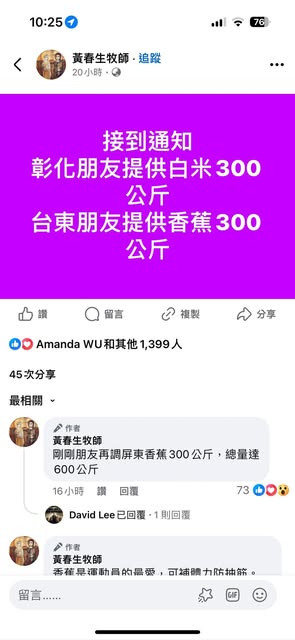 10:25
76
黃春生牧師 · 追蹤
20小時 ·
接到通知
彰化朋友提供白米300
公斤
台東朋友提供香蕉300
公斤
讚 留言 複製 分享
Amanda WU和其他 1,399 人
45次分享
最相關
作者
黃春生牧師
剛剛朋友再調屏東香蕉300公斤，總量達
600公斤
16小時 讚 回覆 73
David Lee已回覆 · 1 則回覆
作者
黃春生牧師
香蕉是運動員的最愛，可補體力防抽筋。
留言…… GIF